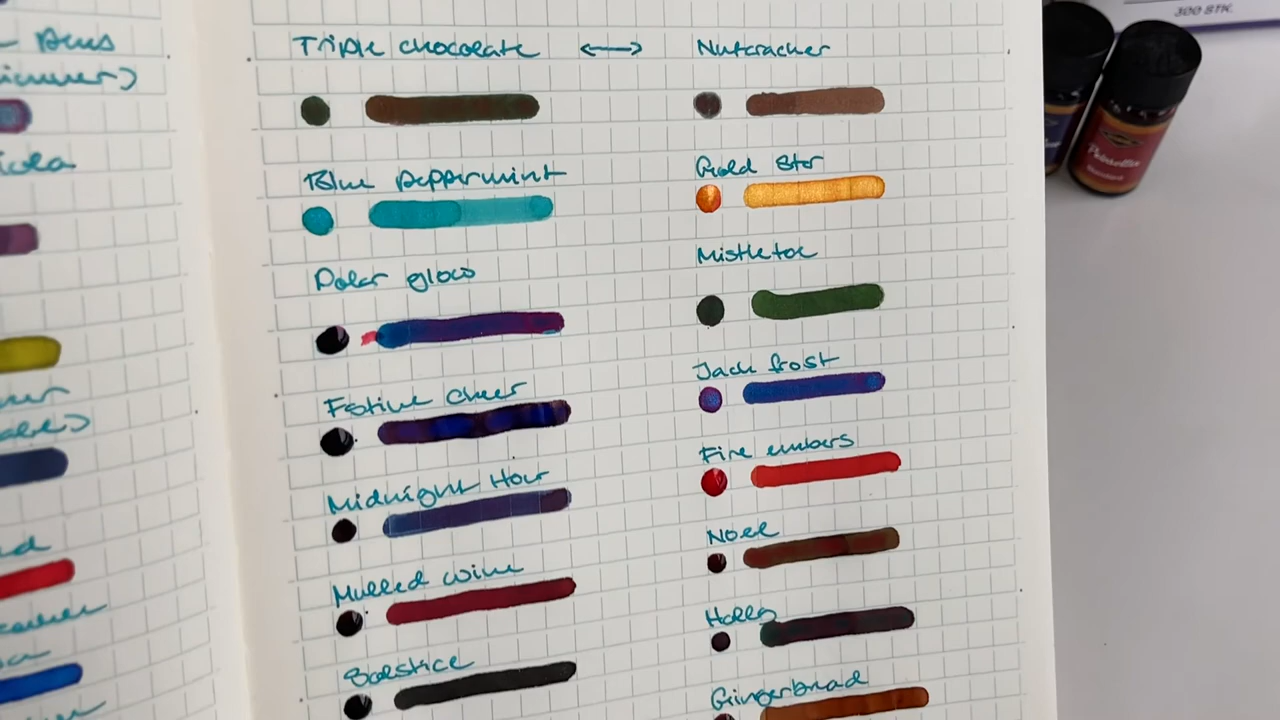 Triple chocolate ⟷ Nutcracker
Blue peppermint
Polar glow
Festive cheer
Midnight Hour
Mulled wine
Solstice
Gold Star
Mistletoe
Jack frost
Fire embers
Noel
Holly
Gingerbread
300 STK.
Poinsettia